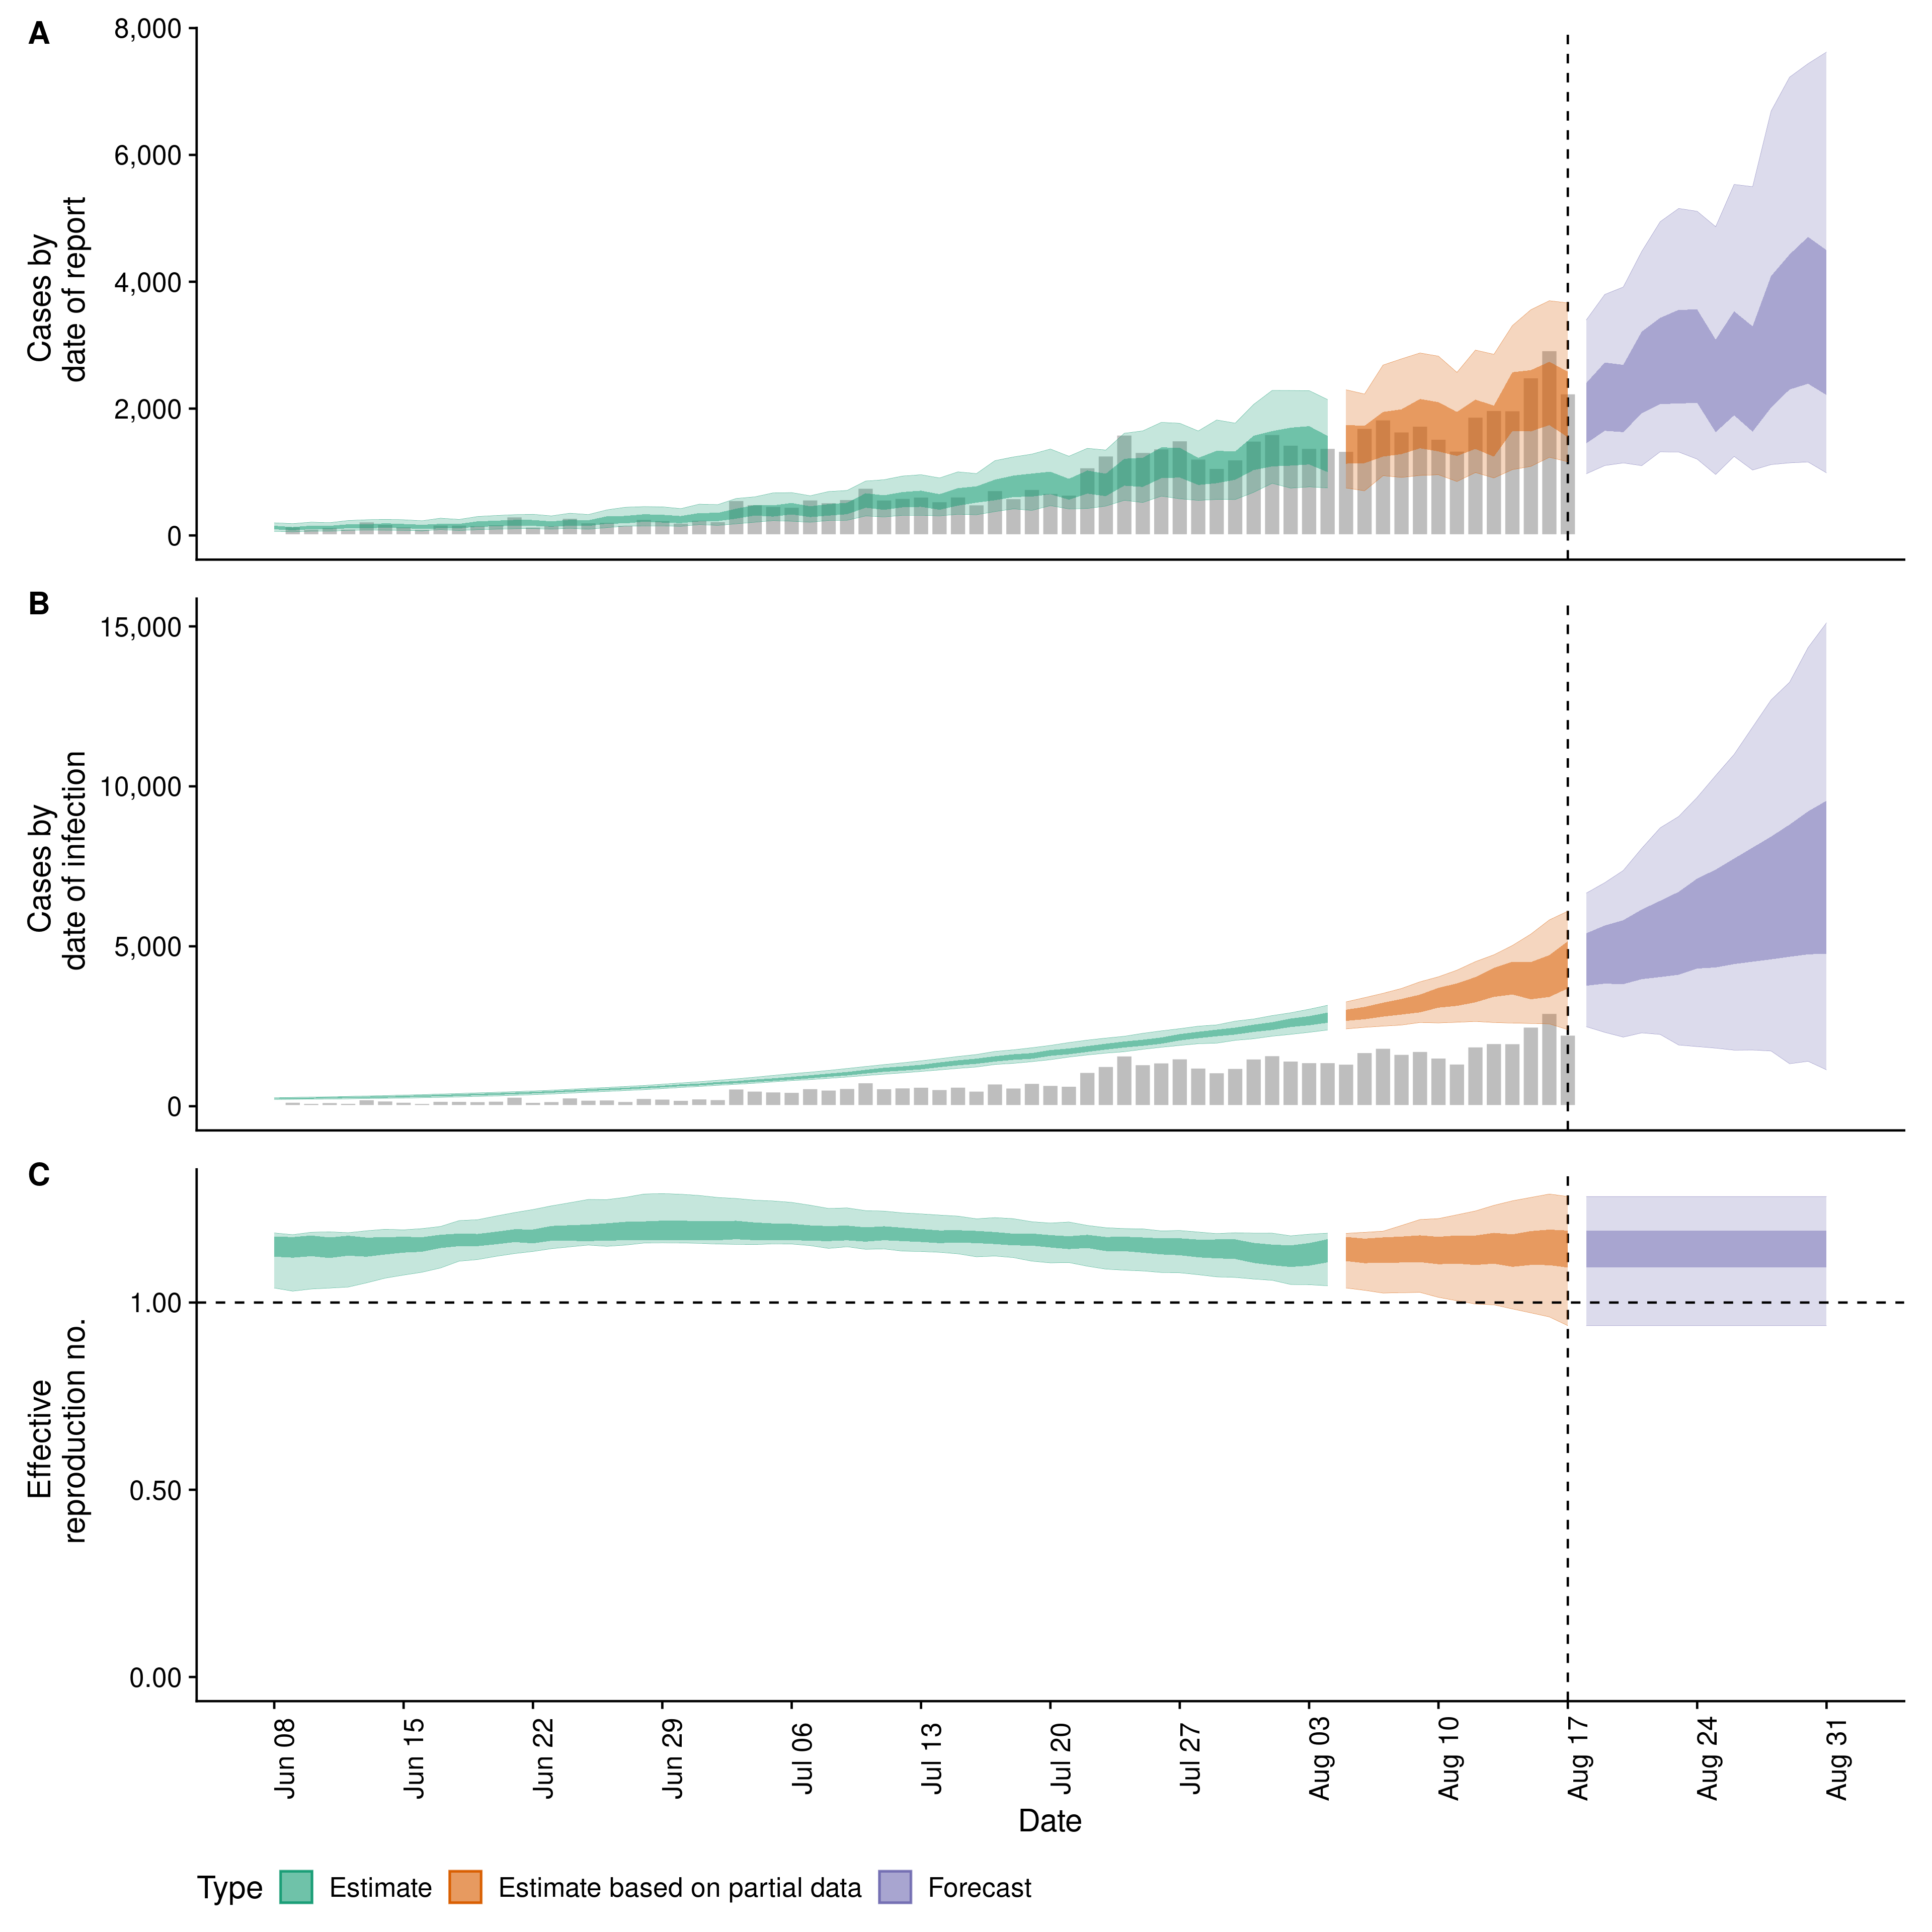 A
8,000
6,000
4,000
2,000
0
Cases by
date of report
B
15,000
10,000
5,000
0
Cases by
date of infection
C
1.00
0.50
0.00
Effective
reproduction no.
Jun 08
Jun 15
Jun 22
Jun 29
Jul 06
Jul 13
Jul 20
Jul 27
Aug 03
Aug 10
Aug 17
Aug 24
Aug 31
Date
Type Estimate Estimate based on partial data Forecast